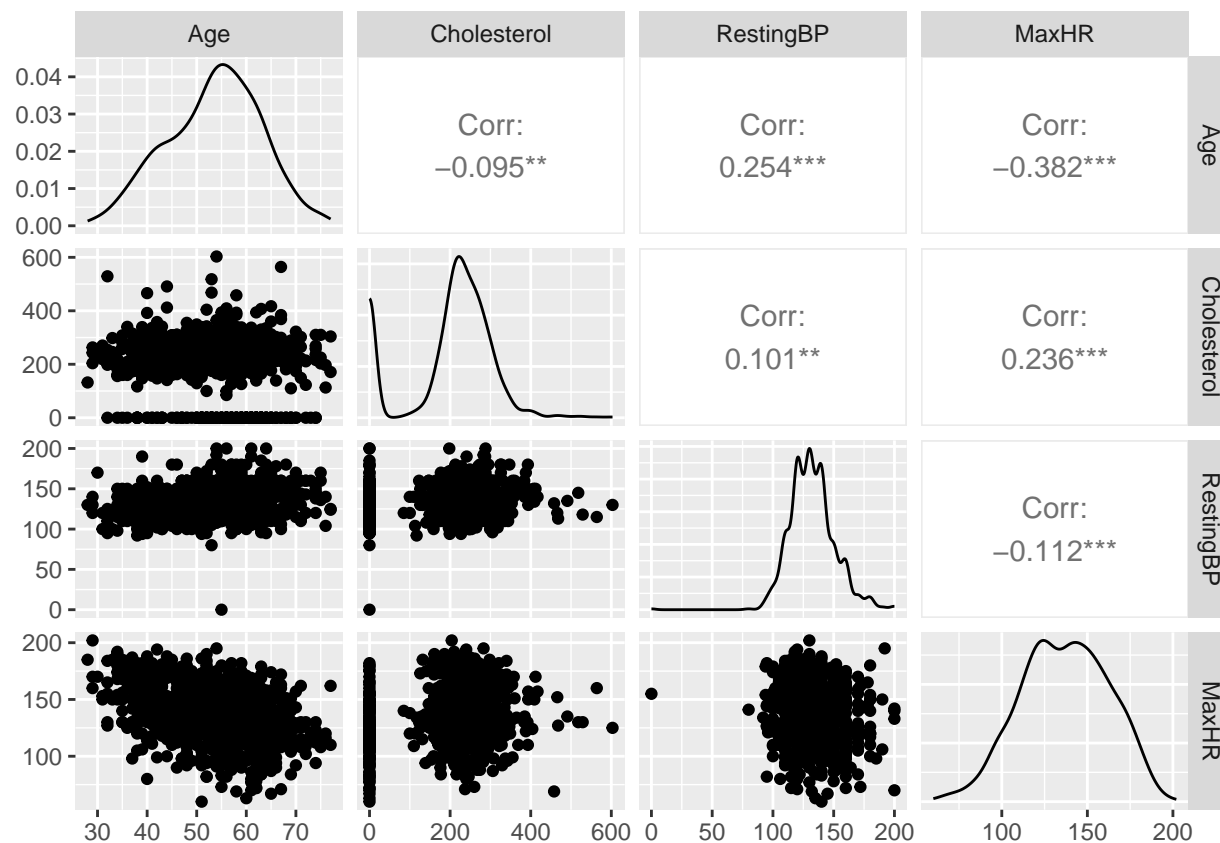 Age Cholesterol RestingBP MaxHR
0.04
0.03
0.02
0.01
0.00
Corr:
−0.095**
Corr:
0.254***
Corr:
−0.382***
Age
600
400
200
0
Corr:
0.101**
Corr:
0.236***
Cholesterol
200
150
100
50
0
Corr:
−0.112***
RestingBP
200
150
100
MaxHR
30 40 50 60 70 0 200 400 600 0 50 100 150 200 100 150 200